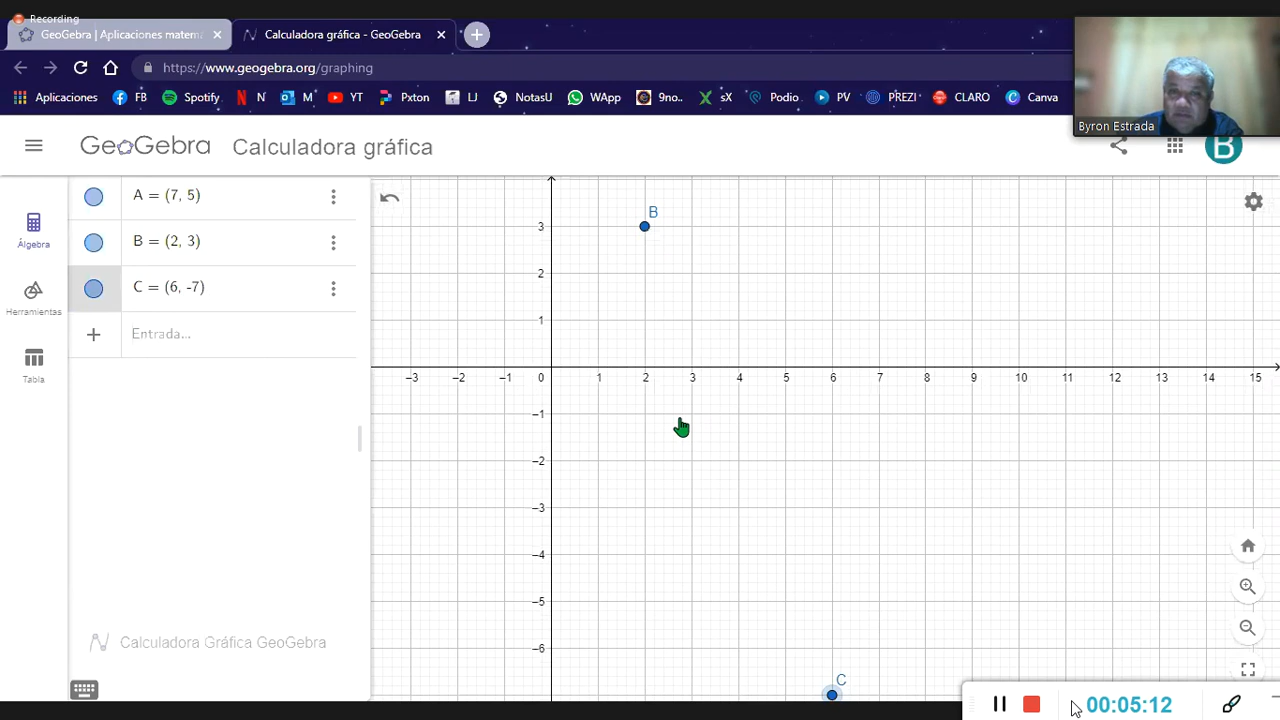 Recording
GeoGebra | Aplicaciones matem
Calculadora gráfica - GeoGebra
https://www.geogebra.org/graphing
Aplicaciones FB Spotify N M YT Pxton LJ NotasU WApp 9no.. sX Podio PV PREZI CLARO Canva
Byron Estrada
GeoGebra Calculadora gráfica
B
Álgebra
Herramientas
Tabla
A = (7, 5)
B = (2, 3)
C = (6, -7)
+ Entrada...
Calculadora Gráfica GeoGebra
B
3
2
1
−3 −2 −1 0 1 2 3 4 5 6 7 8 9 10 11 12 13 14 15
−1
−2
−3
−4
−5
−6
C
00:05:12